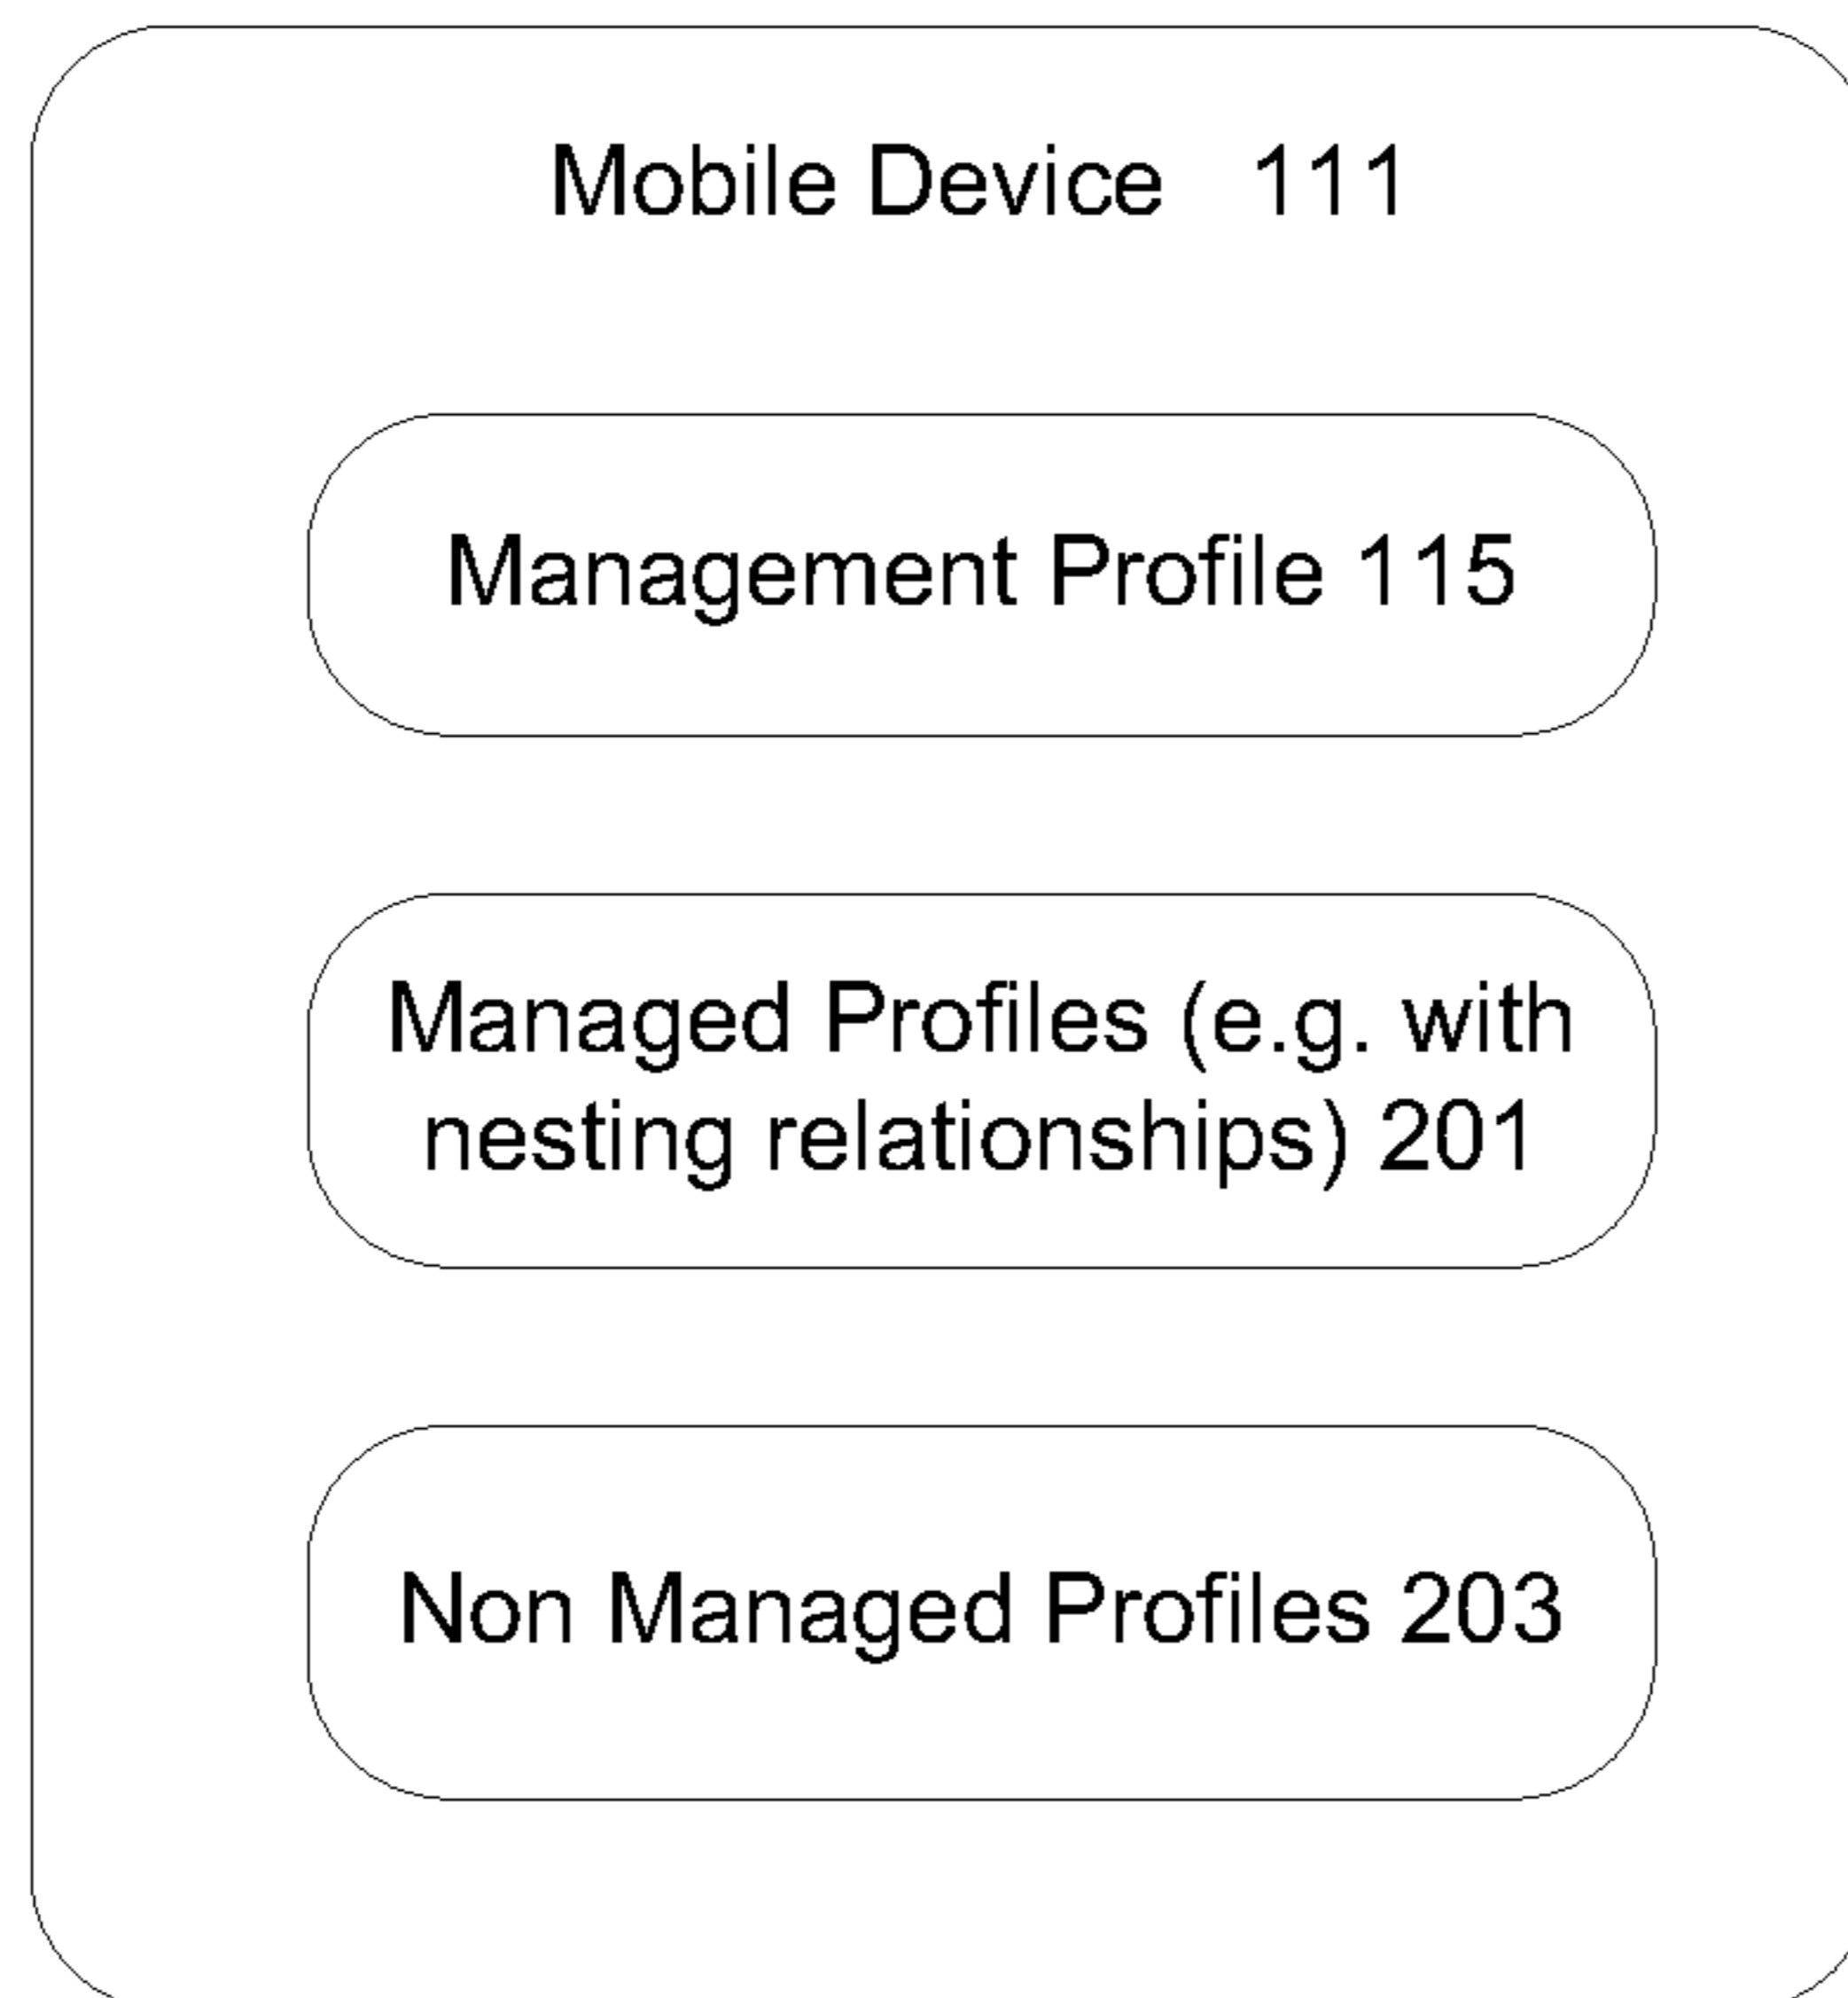 Mobile Device 111
Management Profile 115
Managed Profiles (e.g. with
nesting relationships) 201
Non Managed Profiles 203